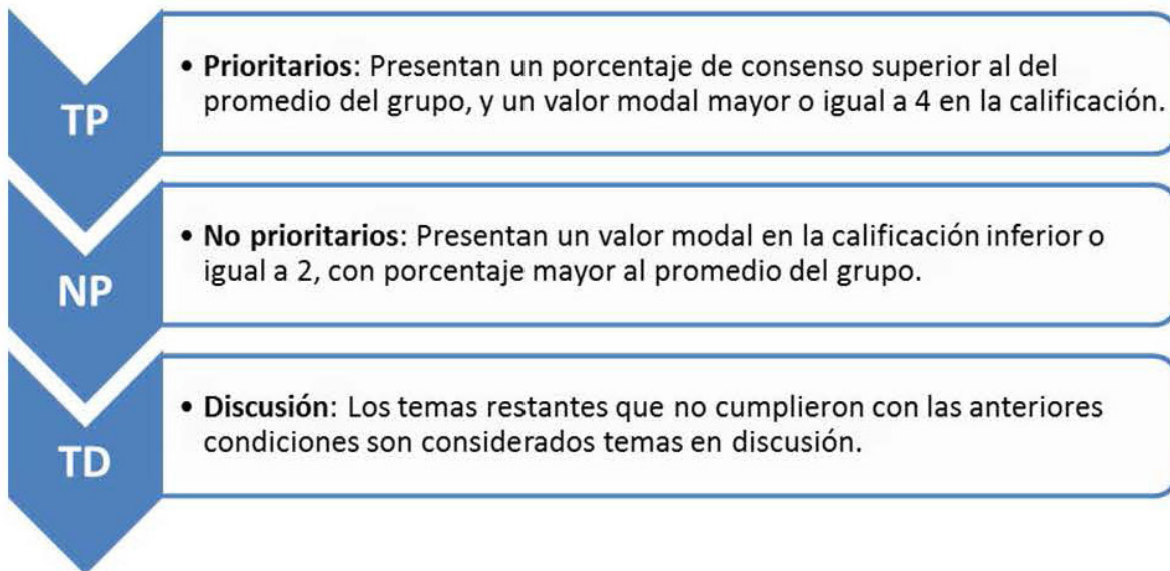 TP
• Prioritarios: Presentan un porcentaje de consenso superior al del
promedio del grupo, y un valor modal mayor o igual a 4 en la calificación.
NP
• No prioritarios: Presentan un valor modal en la calificación inferior o
igual a 2, con porcentaje mayor al promedio del grupo.
TD
• Discusión: Los temas restantes que no cumplieron con las anteriores
condiciones son considerados temas en discusión.